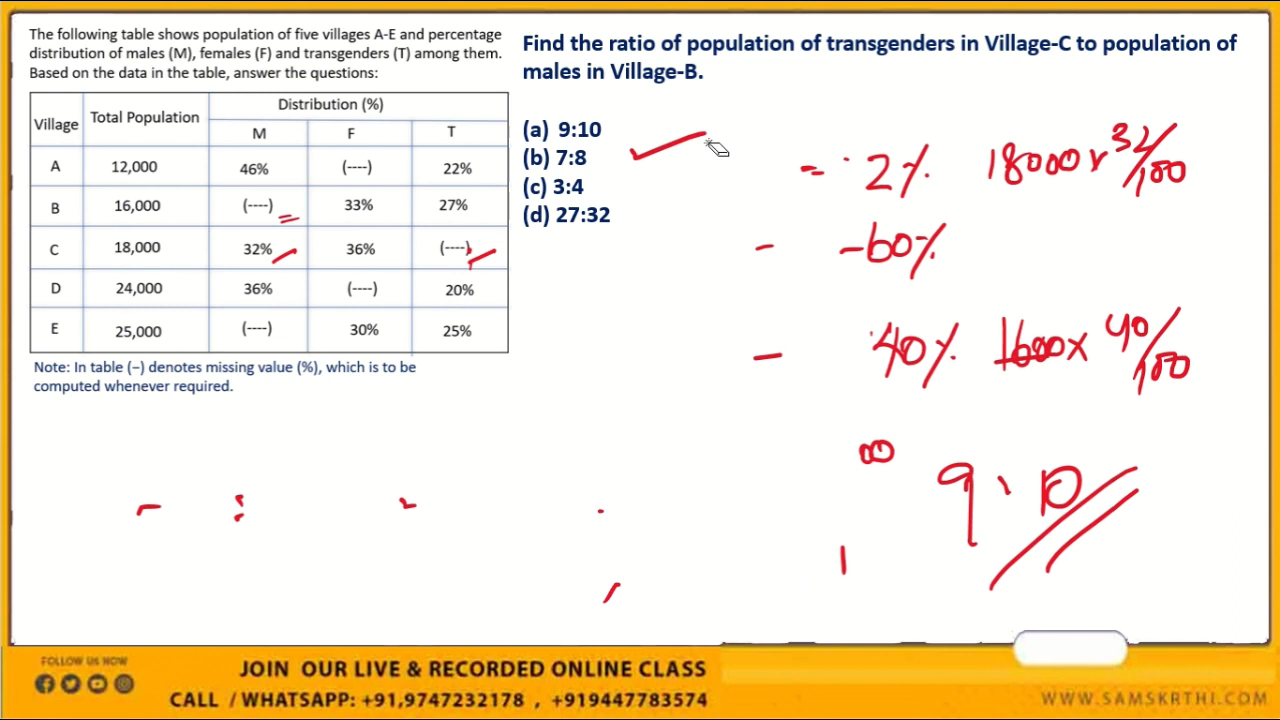 The following table shows population of five villages A-E and percentage
distribution of males (M), females (F) and transgenders (T) among them.
Based on the data in the table, answer the questions:
Village Total Population Distribution (%)
M F T
A 12,000 46% (----) 22%
B 16,000 (----) 33% 27%
C 18,000 32% 36% (----)
D 24,000 36% (----) 20%
E 25,000 (----) 30% 25%
Note: In table (−) denotes missing value (%), which is to be
computed whenever required.
Find the ratio of population of transgenders in Village-C to population of
males in Village-B.
(a) 9:10
(b) 7:8
(c) 3:4
(d) 27:32
= 2% 18000 x 32/100
- -60%
- 40% 1600 x 40/100
9:10
FOLLOW US NOW
JOIN OUR LIVE & RECORDED ONLINE CLASS
CALL / WHATSAPP: +91,9747232178 , +919447783574
WWW.SAMSKRTHI.COM